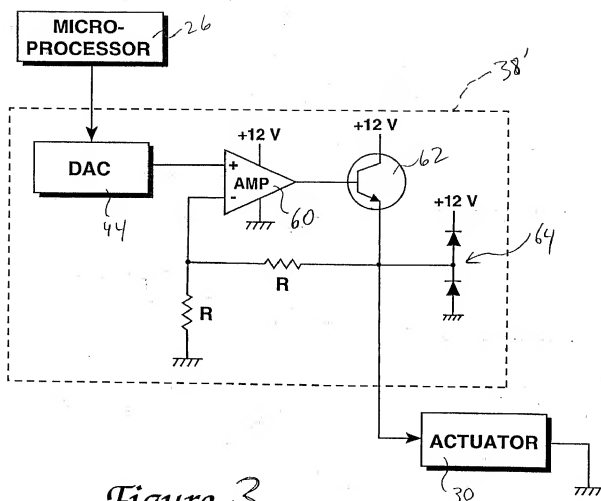 MICRO-
PROCESSOR
26
38'
DAC
44
+12 V
+
AMP
-
60
+12 V
62
+12 V
64
R
R
ACTUATOR
30
Figure 3